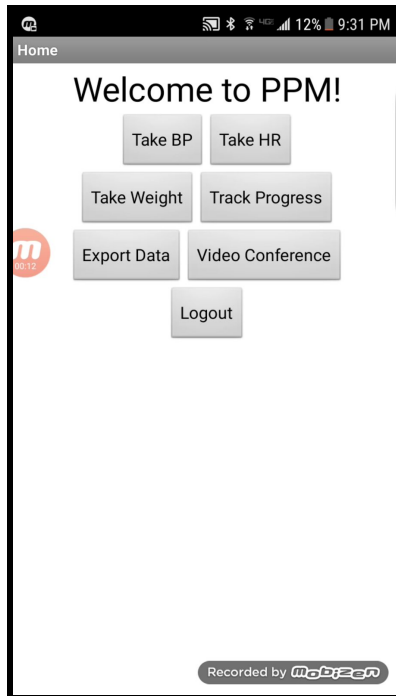 12% 9:31 PM
Home
Welcome to PPM!
Take BP Take HR
Take Weight Track Progress
00:12
Export Data Video Conference
Logout
Recorded by mobizen